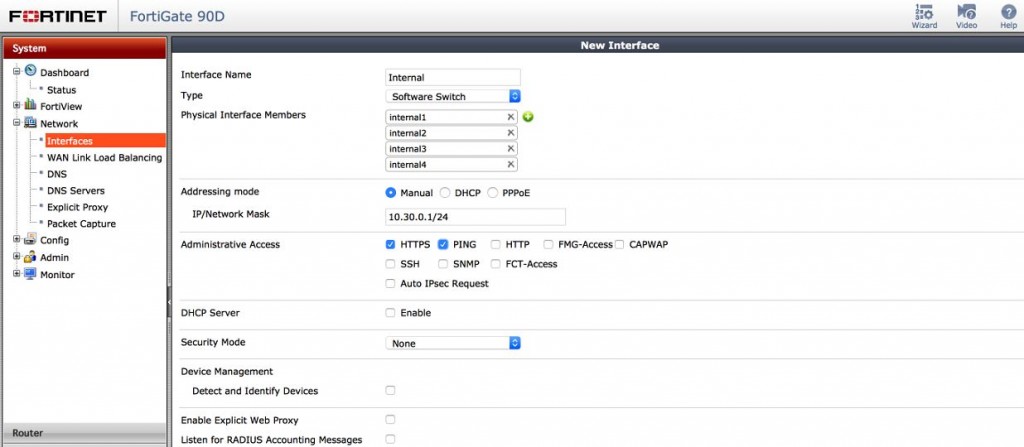 FORTINET FortiGate 90D Wizard Video Help
System
Dashboard
Status
FortiView
Network
Interfaces
WAN Link Load Balancing
DNS
DNS Servers
Explicit Proxy
Packet Capture
Config
Admin
Monitor
Router
New Interface
Interface Name Internal
Type Software Switch
Physical Interface Members internal1
internal2
internal3
internal4
Addressing mode Manual DHCP PPPoE
IP/Network Mask 10.30.0.1/24
Administrative Access HTTPS PING HTTP FMG-Access CAPWAP
SSH SNMP FCT-Access
Auto IPsec Request
DHCP Server Enable
Security Mode None
Device Management
Detect and Identify Devices
Enable Explicit Web Proxy
Listen for RADIUS Accounting Messages